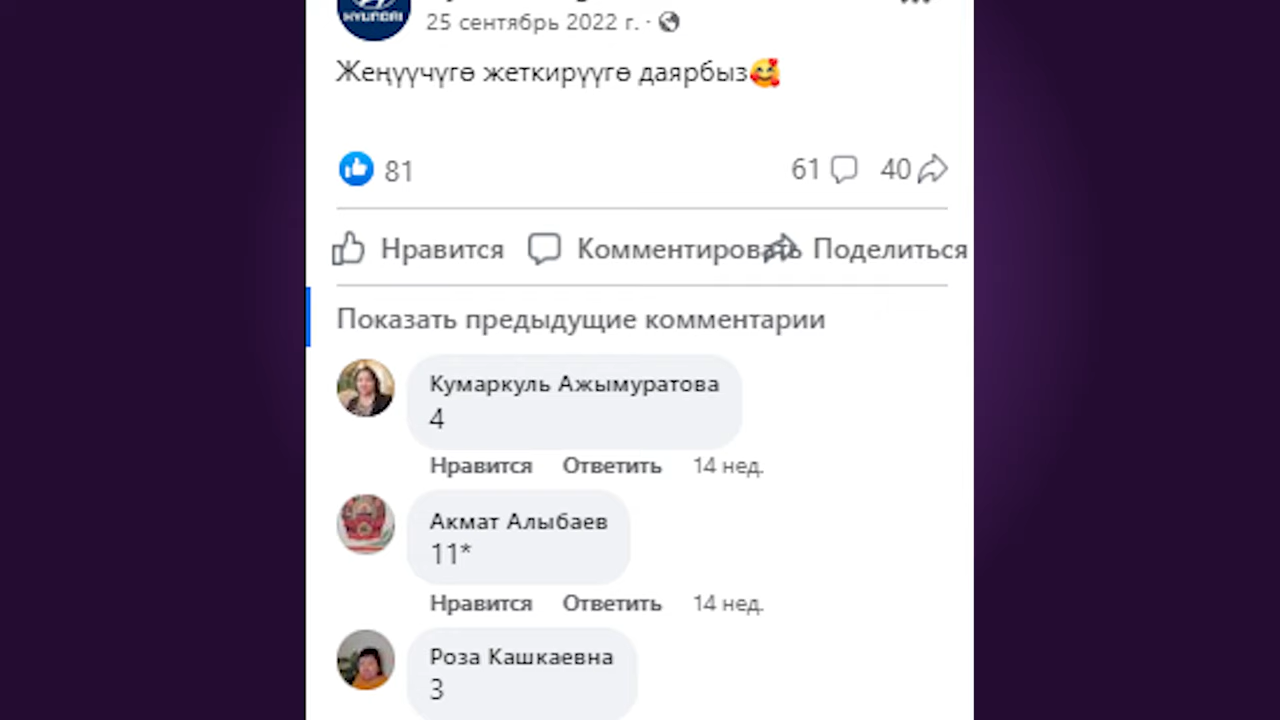 HYUNDAI
25 сентябрь 2022 г. ·
Жеңүүчүгө жеткирүүгө даярбыз🥰
81
61 40
Нравится Комментировать Поделиться
Показать предыдущие комментарии
Кумаркуль Ажымуратова
4
Нравится Ответить 14 нед.
Акмат Алыбаев
11*
Нравится Ответить 14 нед.
Роза Кашкаевна
3